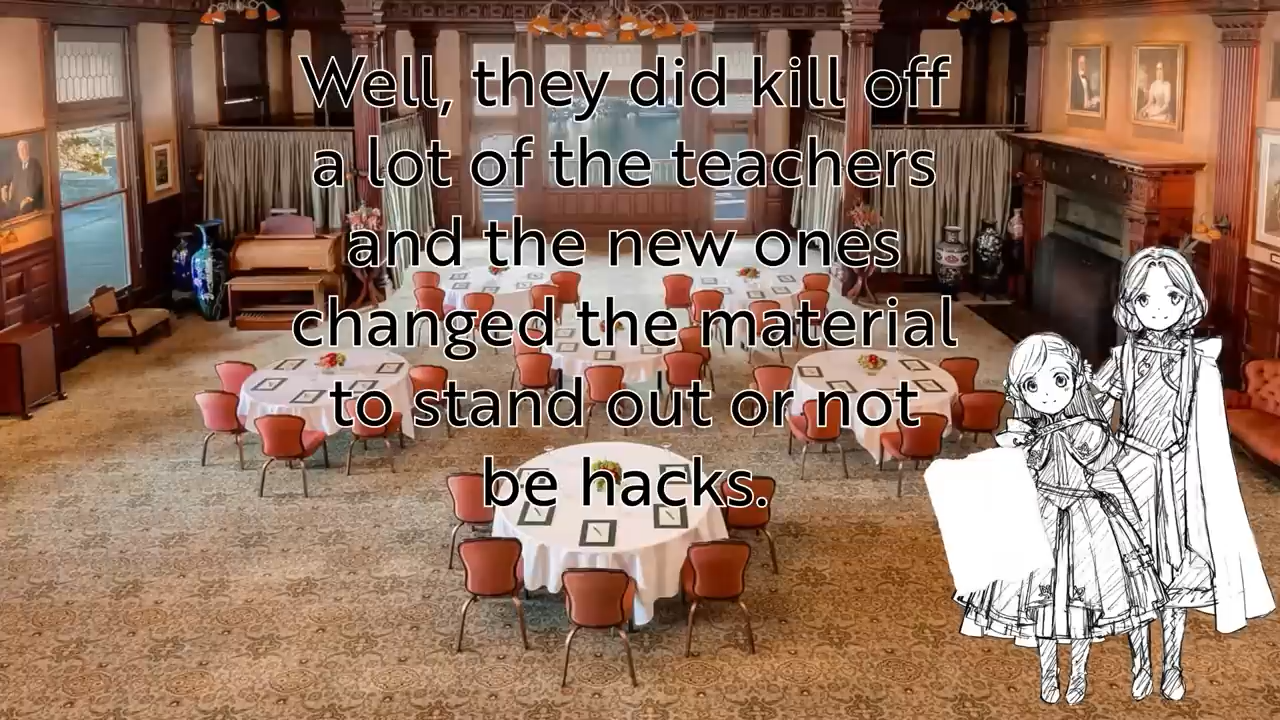 Well, they did kill off
a lot of the teachers
and the new ones
changed the material
to stand out or not
be hacks.